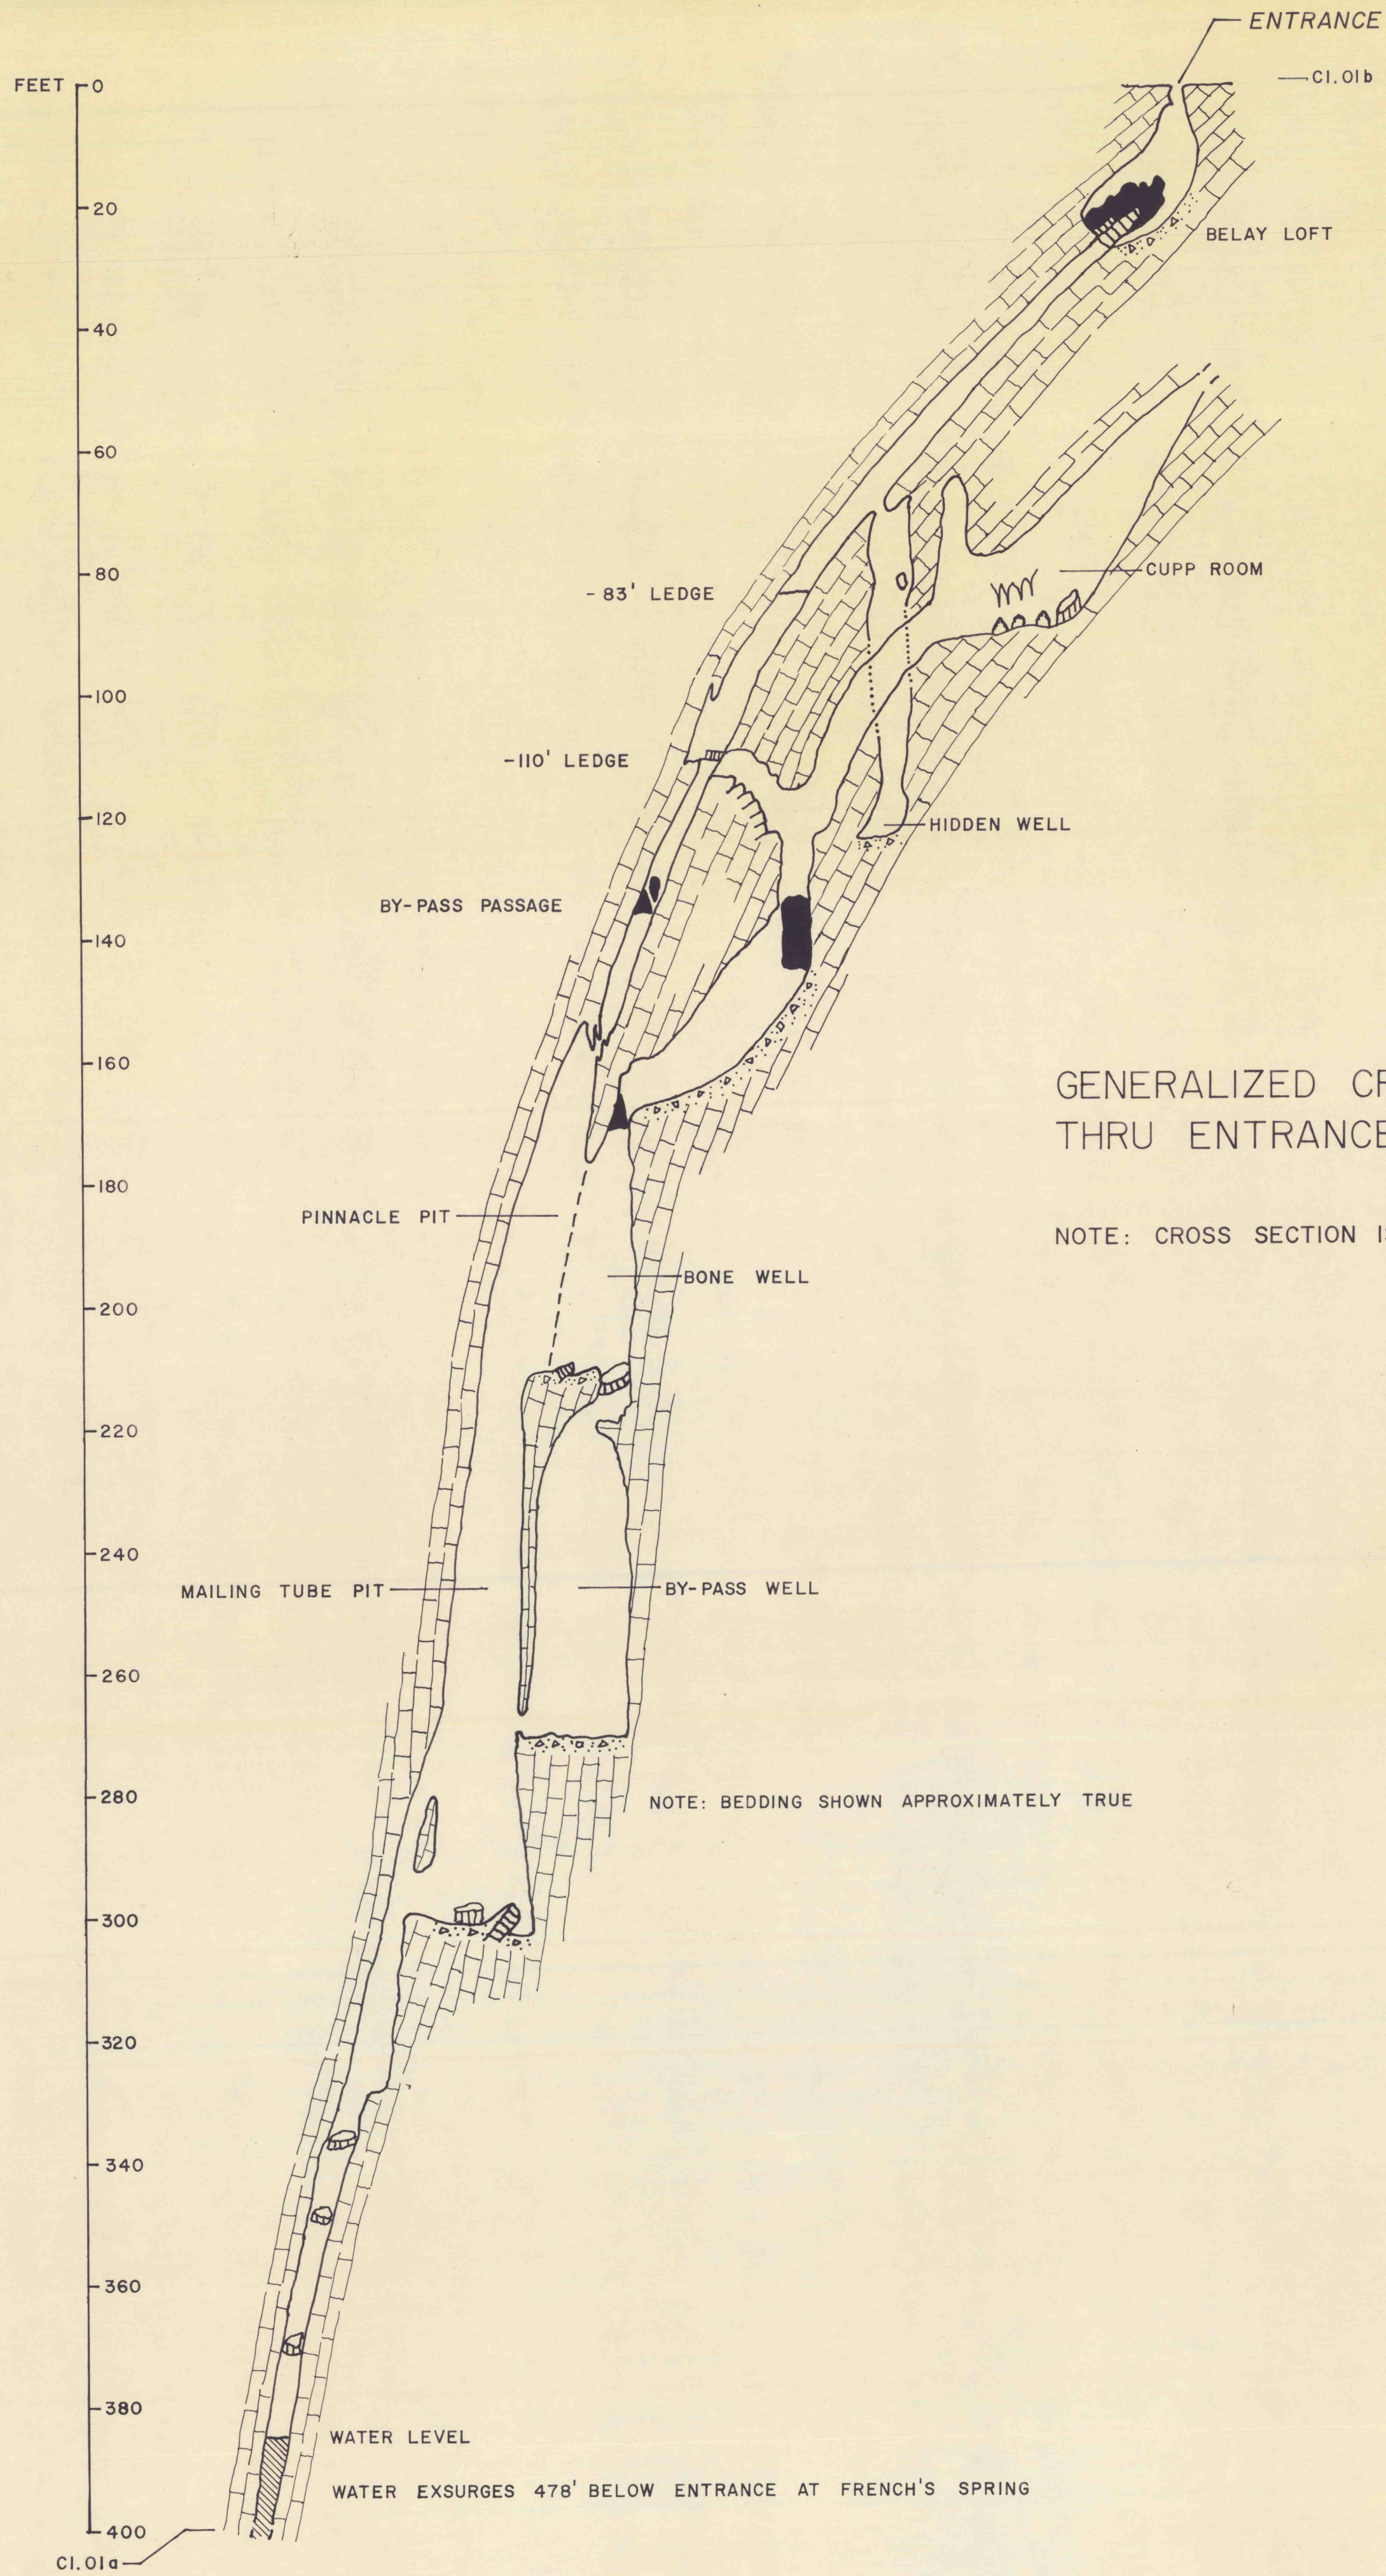 ENTRANCE
FEET 0
Cl.01b
20
BELAY LOFT
40
60
80
CUPP ROOM
- 83' LEDGE
100
-110' LEDGE
120
HIDDEN WELL
BY-PASS PASSAGE
140
160
GENERALIZED
THRU ENTRANCE
180
PINNACLE PIT
NOTE: CROSS SECTION
BONE WELL
200
220
240
MAILING TUBE PIT
BY-PASS WELL
260
280
NOTE: BEDDING SHOWN APPROXIMATELY TRUE
300
320
340
360
380
WATER LEVEL
WATER EXSURGES 478' BELOW ENTRANCE AT FRENCH'S SPRING
400
Cl.01a